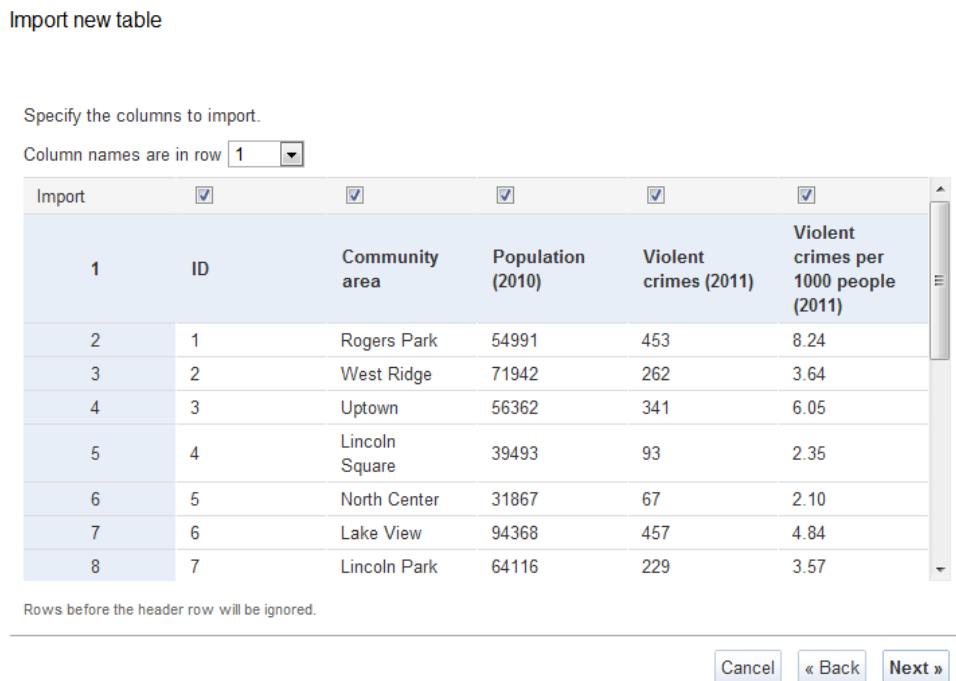 Import new table
Specify the columns to import.
Column names are in row 1
Import
1 ID Community area Population (2010) Violent crimes (2011) Violent crimes per 1000 people (2011)
2 1 Rogers Park 54991 453 8.24
3 2 West Ridge 71942 262 3.64
4 3 Uptown 56362 341 6.05
5 4 Lincoln Square 39493 93 2.35
6 5 North Center 31867 67 2.10
7 6 Lake View 94368 457 4.84
8 7 Lincoln Park 64116 229 3.57
Rows before the header row will be ignored.
Cancel « Back Next »